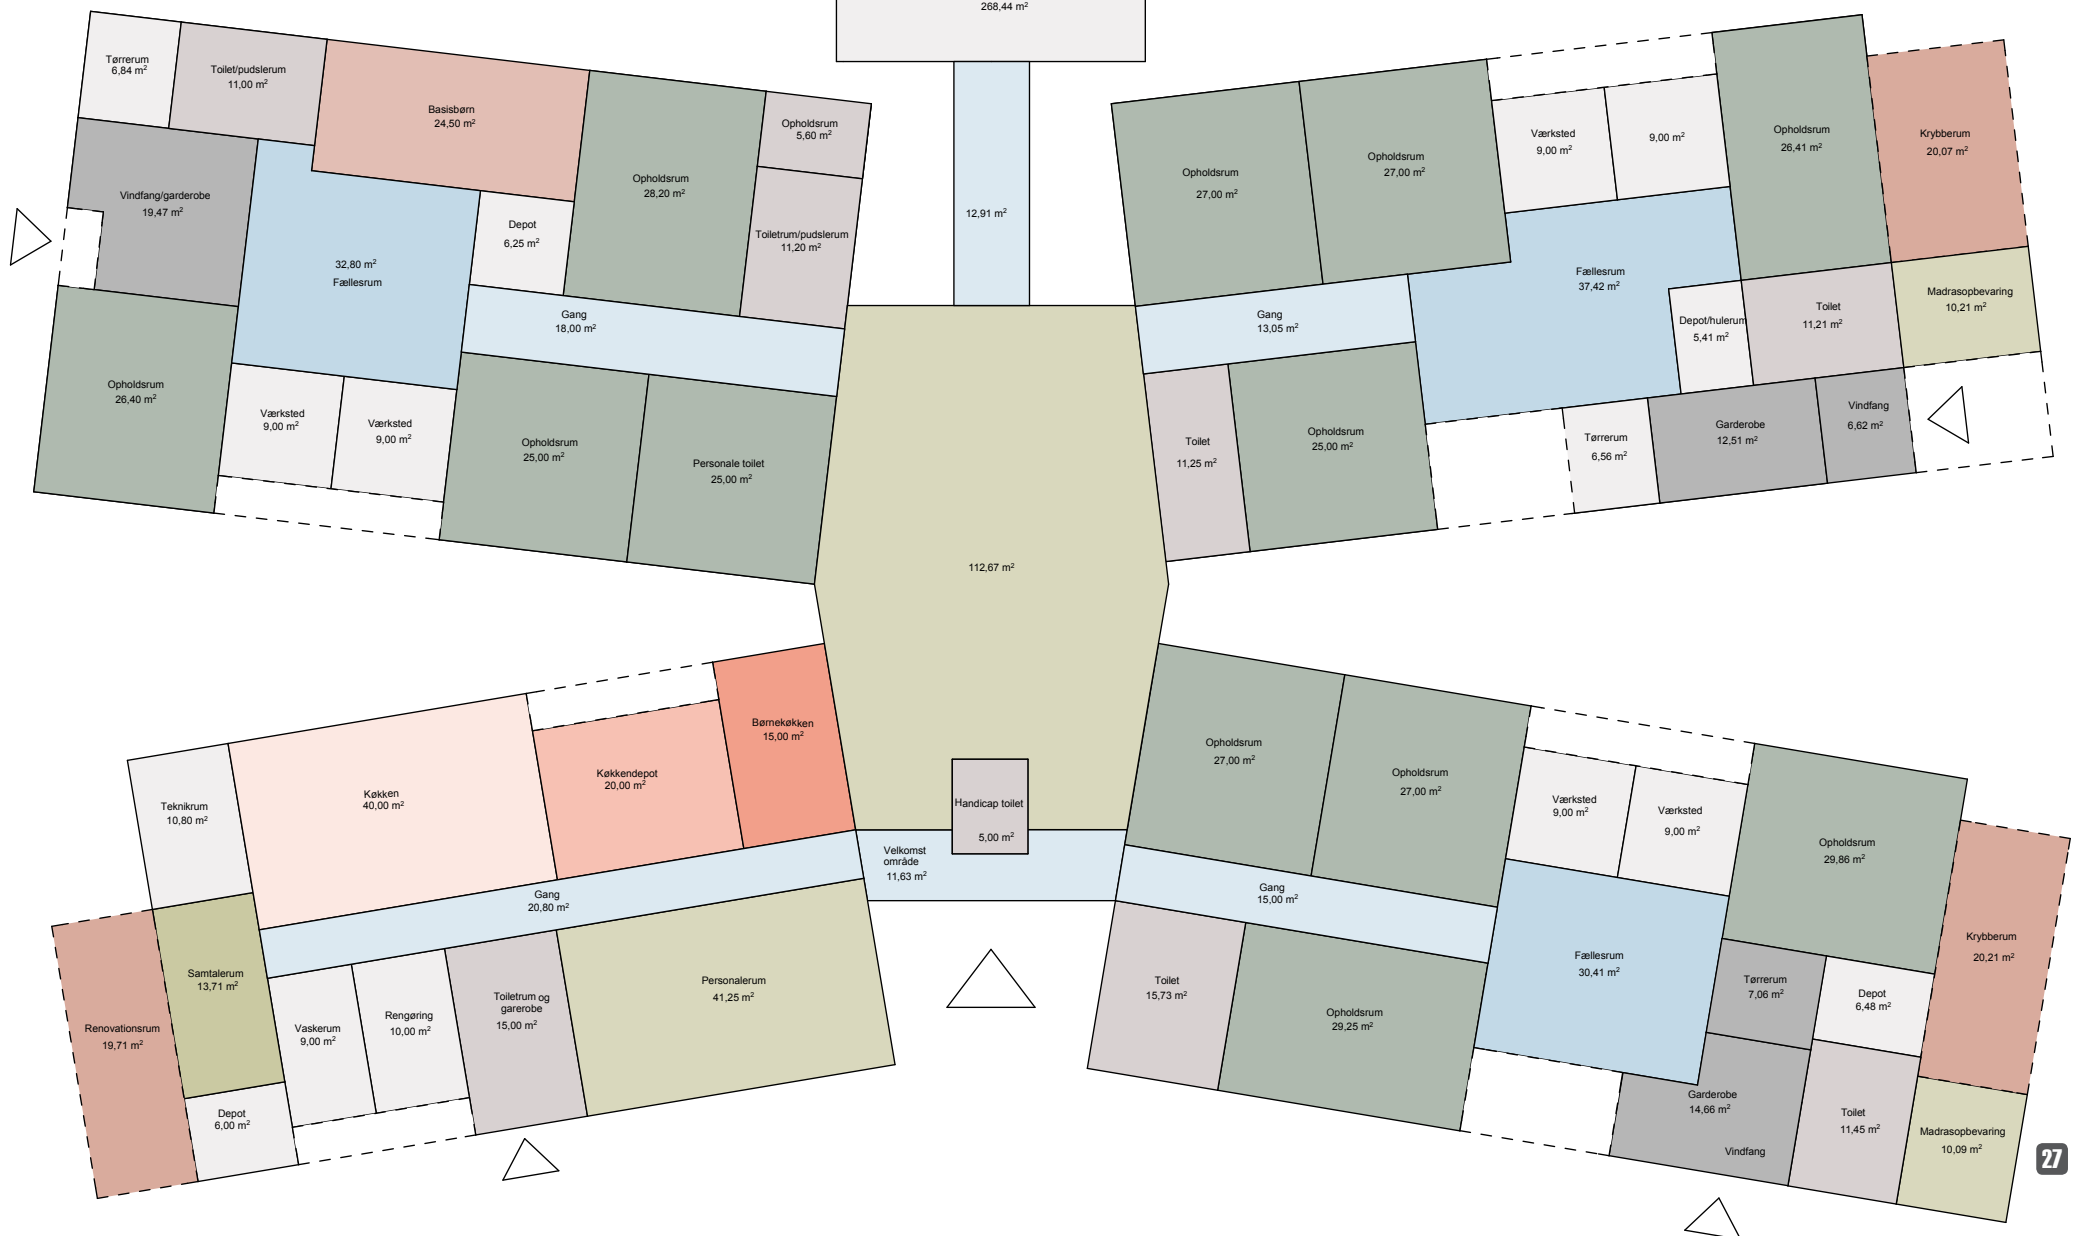 268,44 m²
Tørrerum
6,84 m²
Toilet/pudslerum
11,00 m²
Basisbørn
24,50 m²
Opholdsrum
28,20 m²
Opholdsrum
5,60 m²
Vindfang/garderobe
19,47 m²
32,80 m²
Fællesrum
Depot
6,25 m²
Toiletrum/pudslerum
11,20 m²
Gang
18,00 m²
Opholdsrum
26,40 m²
Værksted
9,00 m²
Værksted
9,00 m²
Opholdsrum
25,00 m²
Personale toilet
25,00 m²
12,91 m²
112,67 m²
Opholdsrum
27,00 m²
Opholdsrum
27,00 m²
Værksted
9,00 m²
9,00 m²
Opholdsrum
26,41 m²
Krybberum
20,07 m²
Fællesrum
37,42 m²
Gang
13,05 m²
Depot/hulerum
5,41 m²
Toilet
11,21 m²
Madrasopbevaring
10,21 m²
Toilet
11,25 m²
Opholdsrum
25,00 m²
Tørrerum
6,56 m²
Garderobe
12,51 m²
Vindfang
6,62 m²
Teknikrum
10,80 m²
Køkken
40,00 m²
Køkkendepot
20,00 m²
Børnekøkken
15,00 m²
Gang
20,80 m²
Renovationsrum
19,71 m²
Samtalerum
13,71 m²
Depot
6,00 m²
Vaskerum
9,00 m²
Rengøring
10,00 m²
Toiletrum og
garerobe
15,00 m²
Personalerum
41,25 m²
Handicap toilet
5,00 m²
Velkomst
område
11,63 m²
Opholdsrum
27,00 m²
Opholdsrum
27,00 m²
Værksted
9,00 m²
Værksted
9,00 m²
Opholdsrum
29,86 m²
Krybberum
20,21 m²
Gang
15,00 m²
Toilet
15,73 m²
Opholdsrum
29,25 m²
Fællesrum
30,41 m²
Tørrerum
7,06 m²
Depot
6,48 m²
Garderobe
14,66 m²
Vindfang
Toilet
11,45 m²
Madrasopbevaring
10,09 m²
27